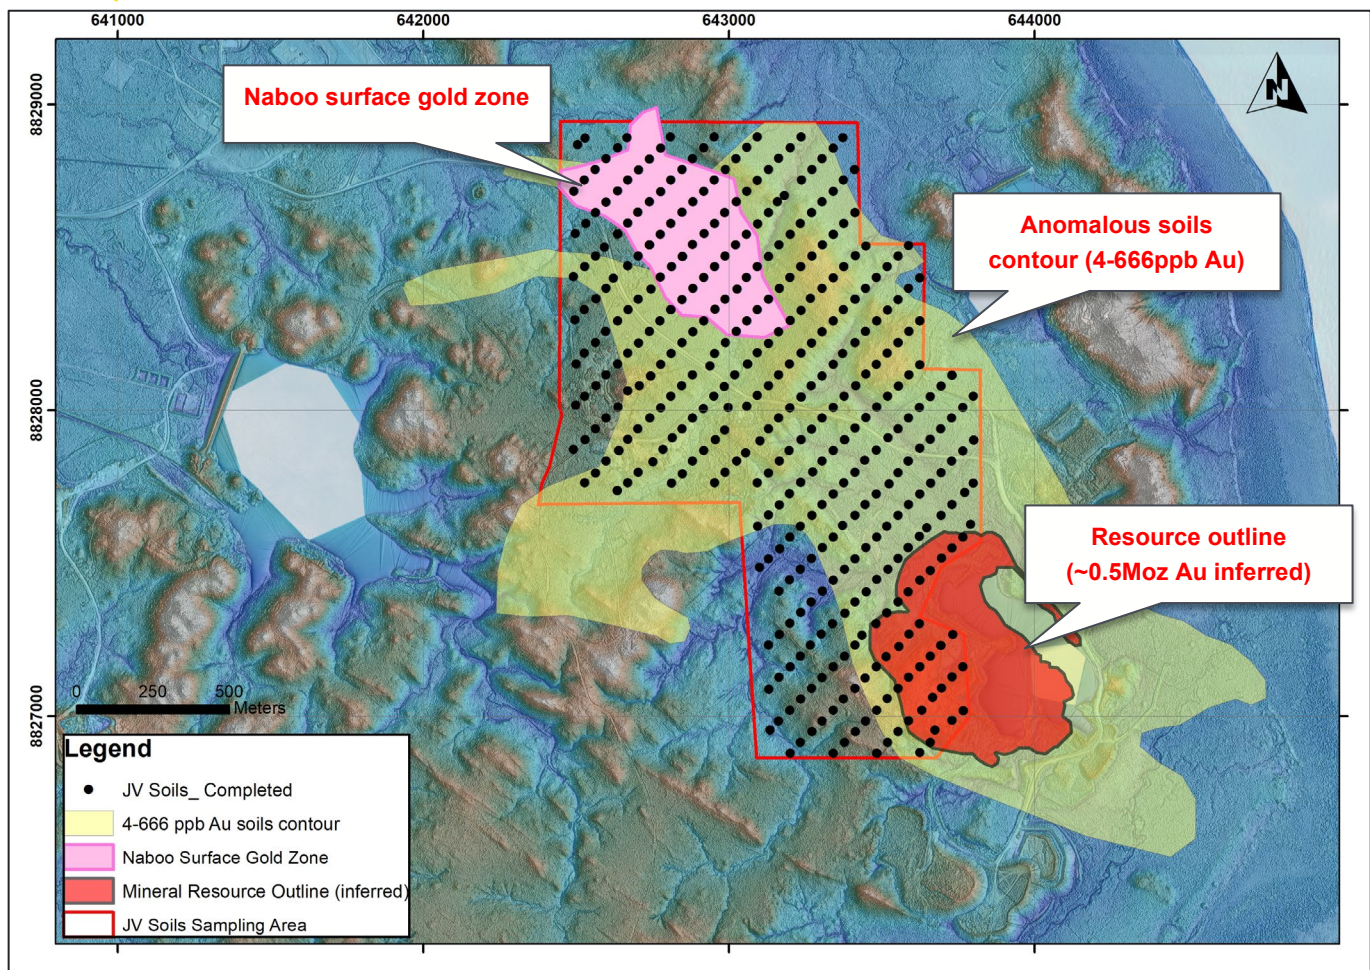 641000
642000
643000
644000
8829000
8828000
8827000
N
Naboo surface gold zone
Anomalous soils
contour (4-666ppb Au)
Resource outline
(~0.5Moz Au inferred)
0 250 500
Meters
Legend
JV Soils_ Completed
4-666 ppb Au soils contour
Naboo Surface Gold Zone
Mineral Resource Outline (inferred)
JV Soils Sampling Area